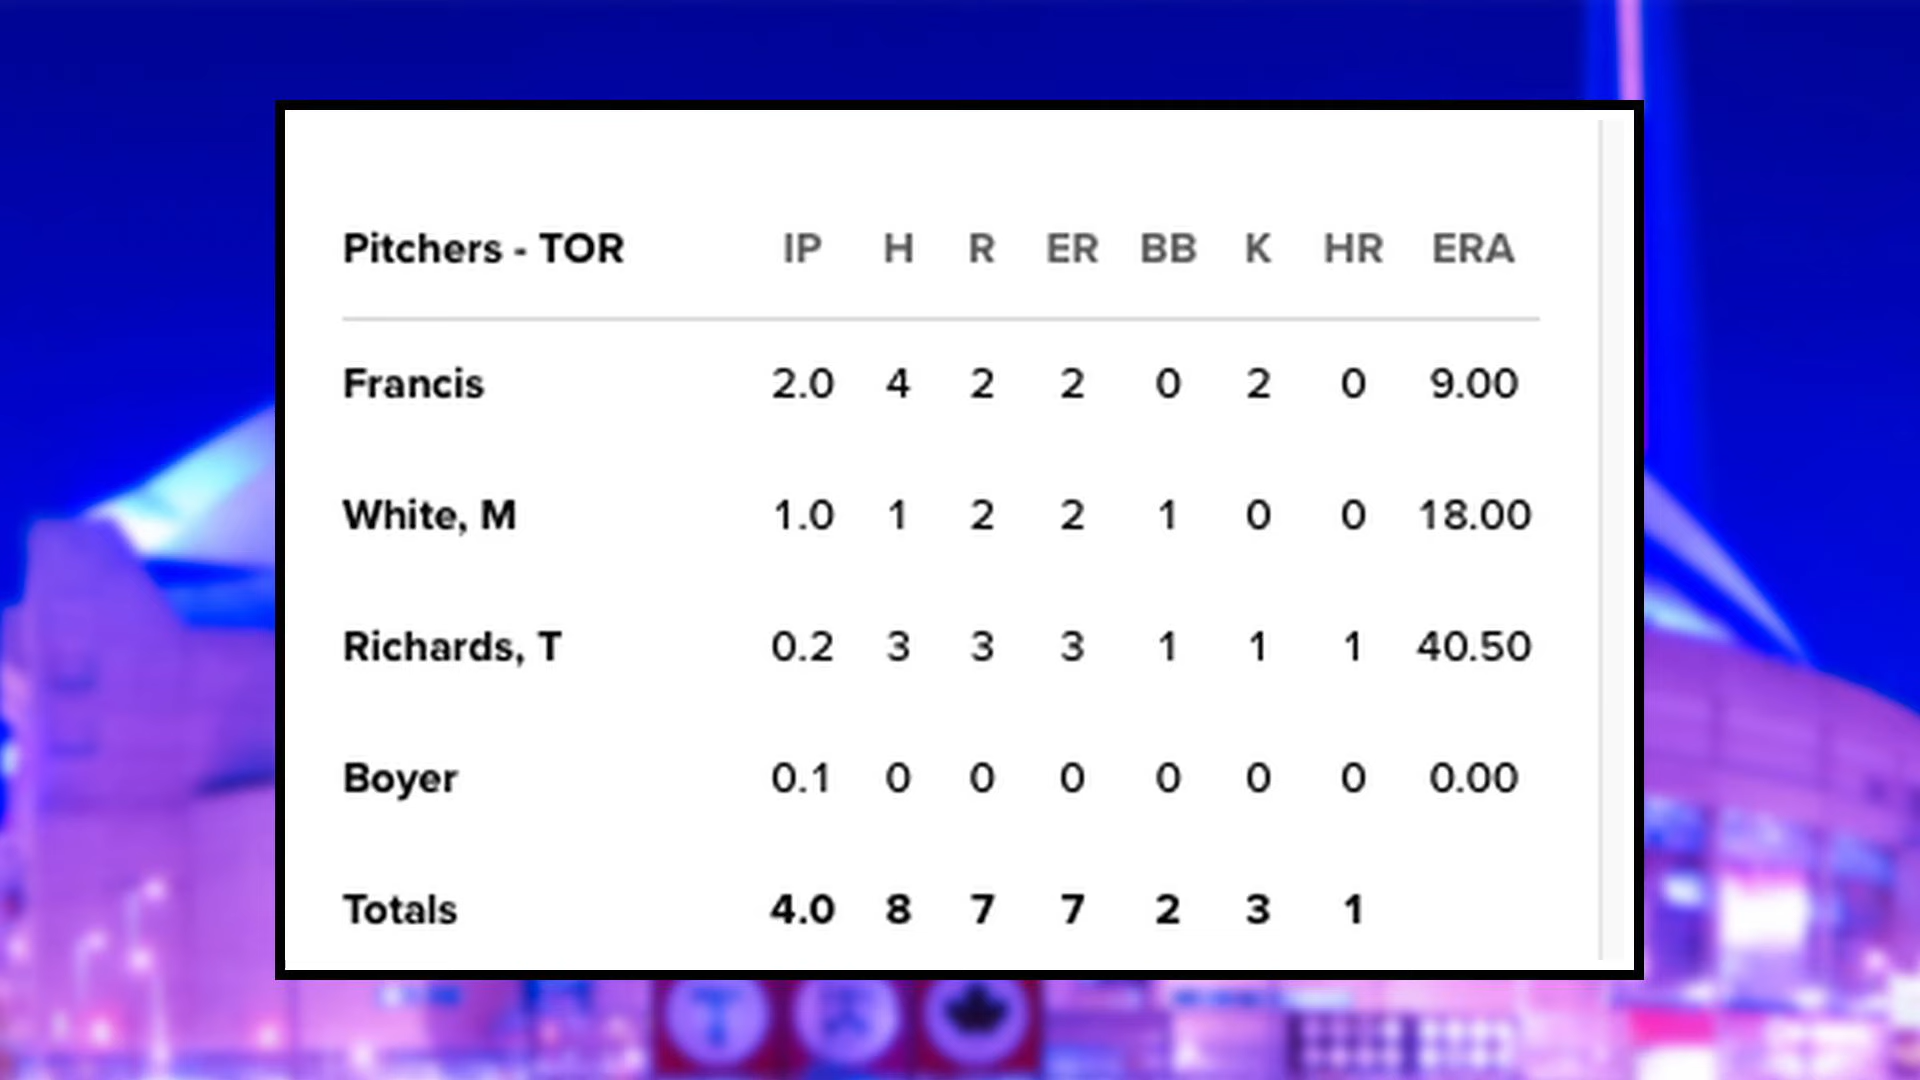 Pitchers - TOR IP H R ER BB K HR ERA
Francis 2.0 4 2 2 0 2 0 9.00
White, M 1.0 1 2 2 1 0 0 18.00
Richards, T 0.2 3 3 3 1 1 1 40.50
Boyer 0.1 0 0 0 0 0 0 0.00
Totals 4.0 8 7 7 2 3 1